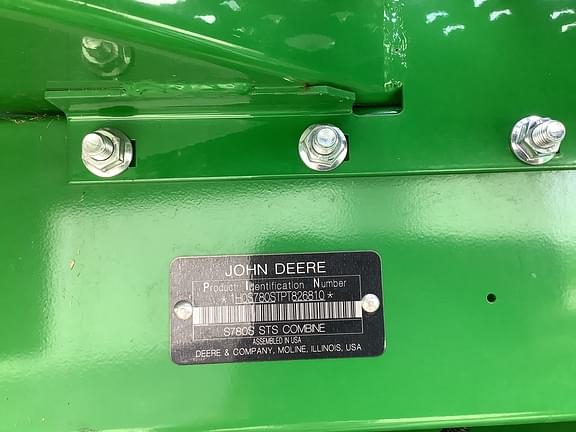 JOHN DEERE
Product Identification Number
*1H0S780STPT826810*
S780S STS COMBINE
ASSEMBLED IN USA
DEERE & COMPANY, MOLINE, ILLINOIS, USA